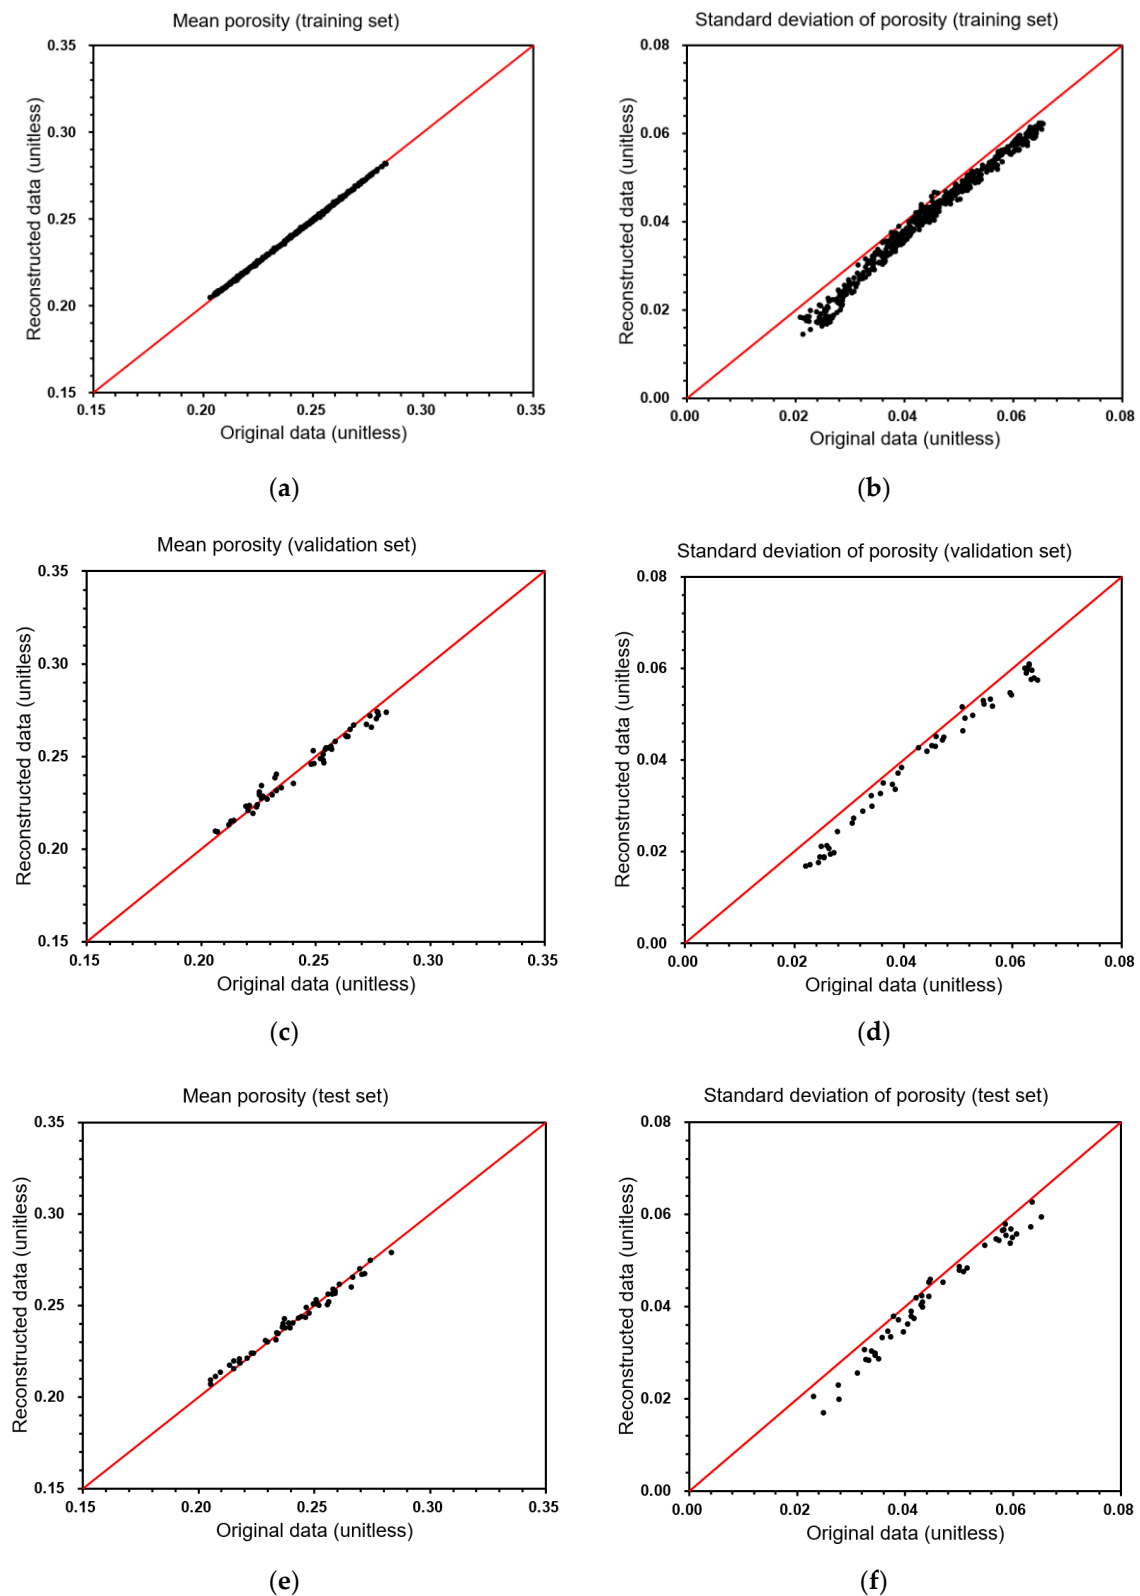 Mean porosity (training set)
Reconstructed data (unitless)
0.35
0.30
0.25
0.20
0.15
0.15 0.20 0.25 0.30 0.35
Original data (unitless)
(a)
Standard deviation of porosity (training set)
Reconstructed data (unitless)
0.08
0.06
0.04
0.02
0.00
0.00 0.02 0.04 0.06 0.08
Original data (unitless)
(b)
Mean porosity (validation set)
Reconstructed data (unitless)
0.35
0.30
0.25
0.20
0.15
0.15 0.20 0.25 0.30 0.35
Original data (unitless)
(c)
Standard deviation of porosity (validation set)
Reconstructed data (unitless)
0.08
0.06
0.04
0.02
0.00
0.00 0.02 0.04 0.06 0.08
Original data (unitless)
(d)
Mean porosity (test set)
Reconstructed data (unitless)
0.35
0.30
0.25
0.20
0.15
0.15 0.20 0.25 0.30 0.35
Original data (unitless)
(e)
Standard deviation of porosity (test set)
Reconstructed data (unitless)
0.08
0.06
0.04
0.02
0.00
0.00 0.02 0.04 0.06 0.08
Original data (unitless)
(f)